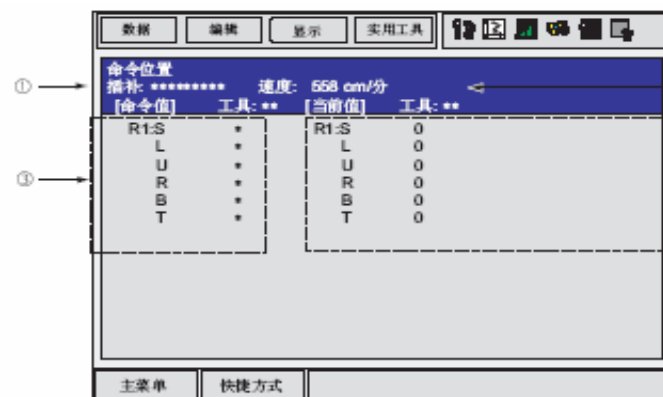 数据 编辑 显示 实用工具
命令位置
① 插补: ********* 速度: 558 cm/分
[命令值] 工具: ** [当前值] 工具: **
R1:S * R1:S 0
L * L 0
U * U 0
③ R * R 0
B * B 0
T * T 0
主菜单 快捷方式